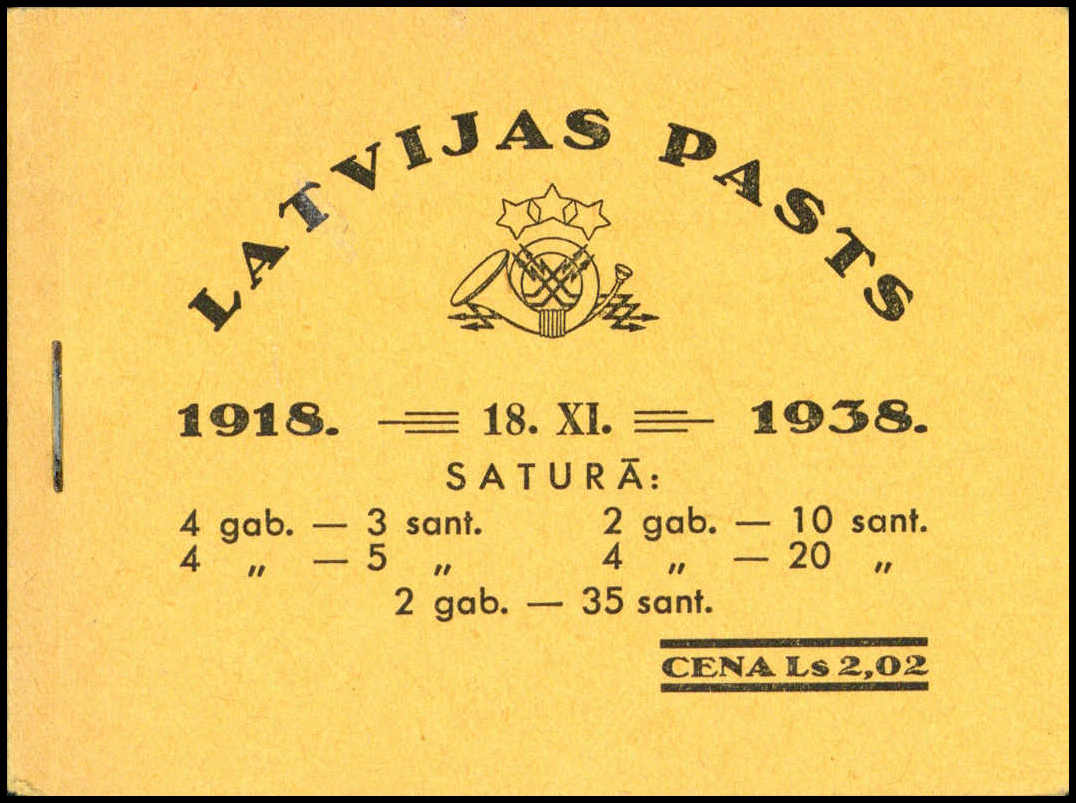 LATVIJAS PASTS
1918. 18. XI. 1938.
SATURĀ:
4 gab. — 3 sant. 2 gab. — 10 sant.
4 „ — 5 „ 4 „ — 20 „
2 gab. — 35 sant.
CENA Ls 2,02